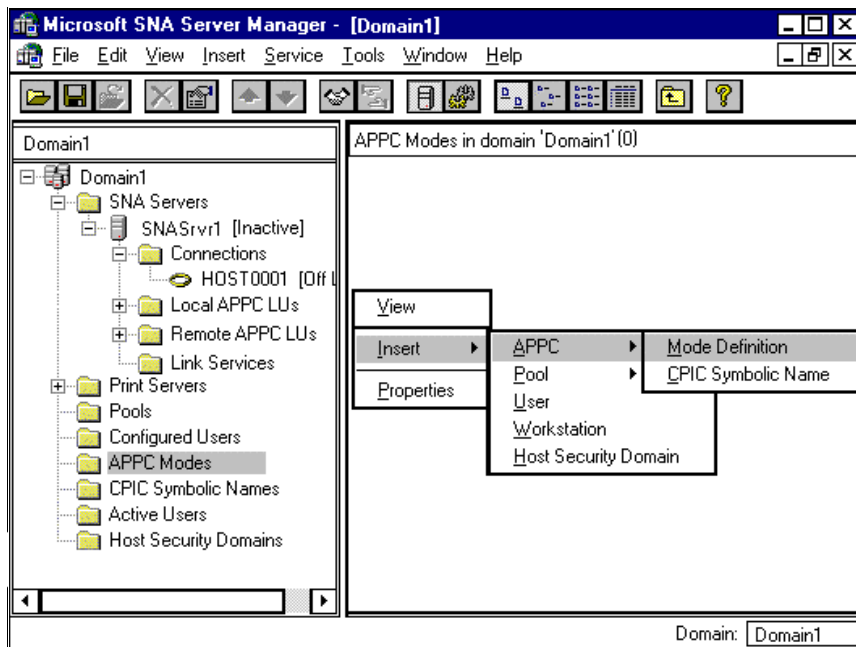 Microsoft SNA Server Manager - [Domain1]
File Edit View Insert Service Tools Window Help
Domain1
APPC Modes in domain 'Domain1'(0)
Domain1
SNA Servers
SNASrvr1 [Inactive]
Connections
HOST0001 [Off L
Local APPC LUs
Remote APPC LUs
Link Services
Print Servers
Pools
Configured Users
APPC Modes
CPIC Symbolic Names
Active Users
Host Security Domains
View
Insert
Properties
APPC
Pool
User
Workstation
Host Security Domain
Mode Definition
CPIC Symbolic Name
Domain: Domain1